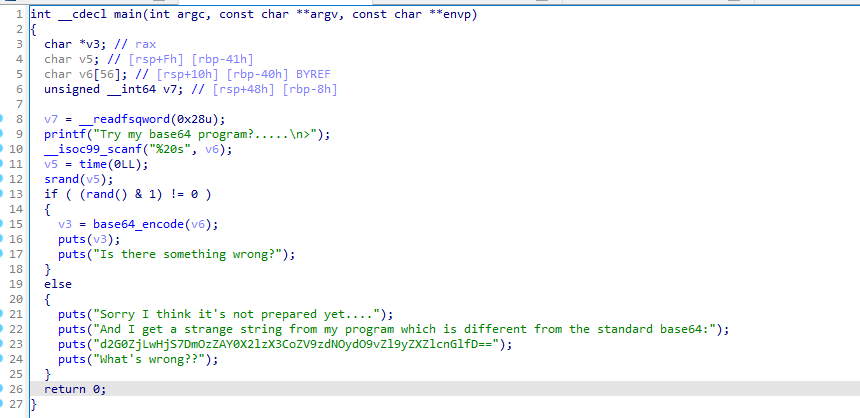 1 int __cdecl main(int argc, const char **argv, const char **envp)
2 {
3 char *v3; // rax
4 char v5; // [rsp+Fh] [rbp-41h]
5 char v6[56]; // [rsp+10h] [rbp-40h] BYREF
6 unsigned __int64 v7; // [rsp+48h] [rbp-8h]
7
8 v7 = __readfsqword(0x28u);
9 printf("Try my base64 program?.....\n>");
10 __isoc99_scanf("%20s", v6);
11 v5 = time(0LL);
12 srand(v5);
13 if ( (rand() & 1) != 0 )
14 {
15 v3 = base64_encode(v6);
16 puts(v3);
17 puts("Is there something wrong?");
18 }
19 else
20 {
21 puts("Sorry I think it's not prepared yet....");
22 puts("And I get a strange string from my program which is different from the standard base64:");
23 puts("d2G0ZjLwHjS7DmOzZAY0X2lzX3CoZV9zdNOydO9vZl9yZXZlcnGlfD==");
24 puts("What's wrong??");
25 }
26 return 0;
27 }